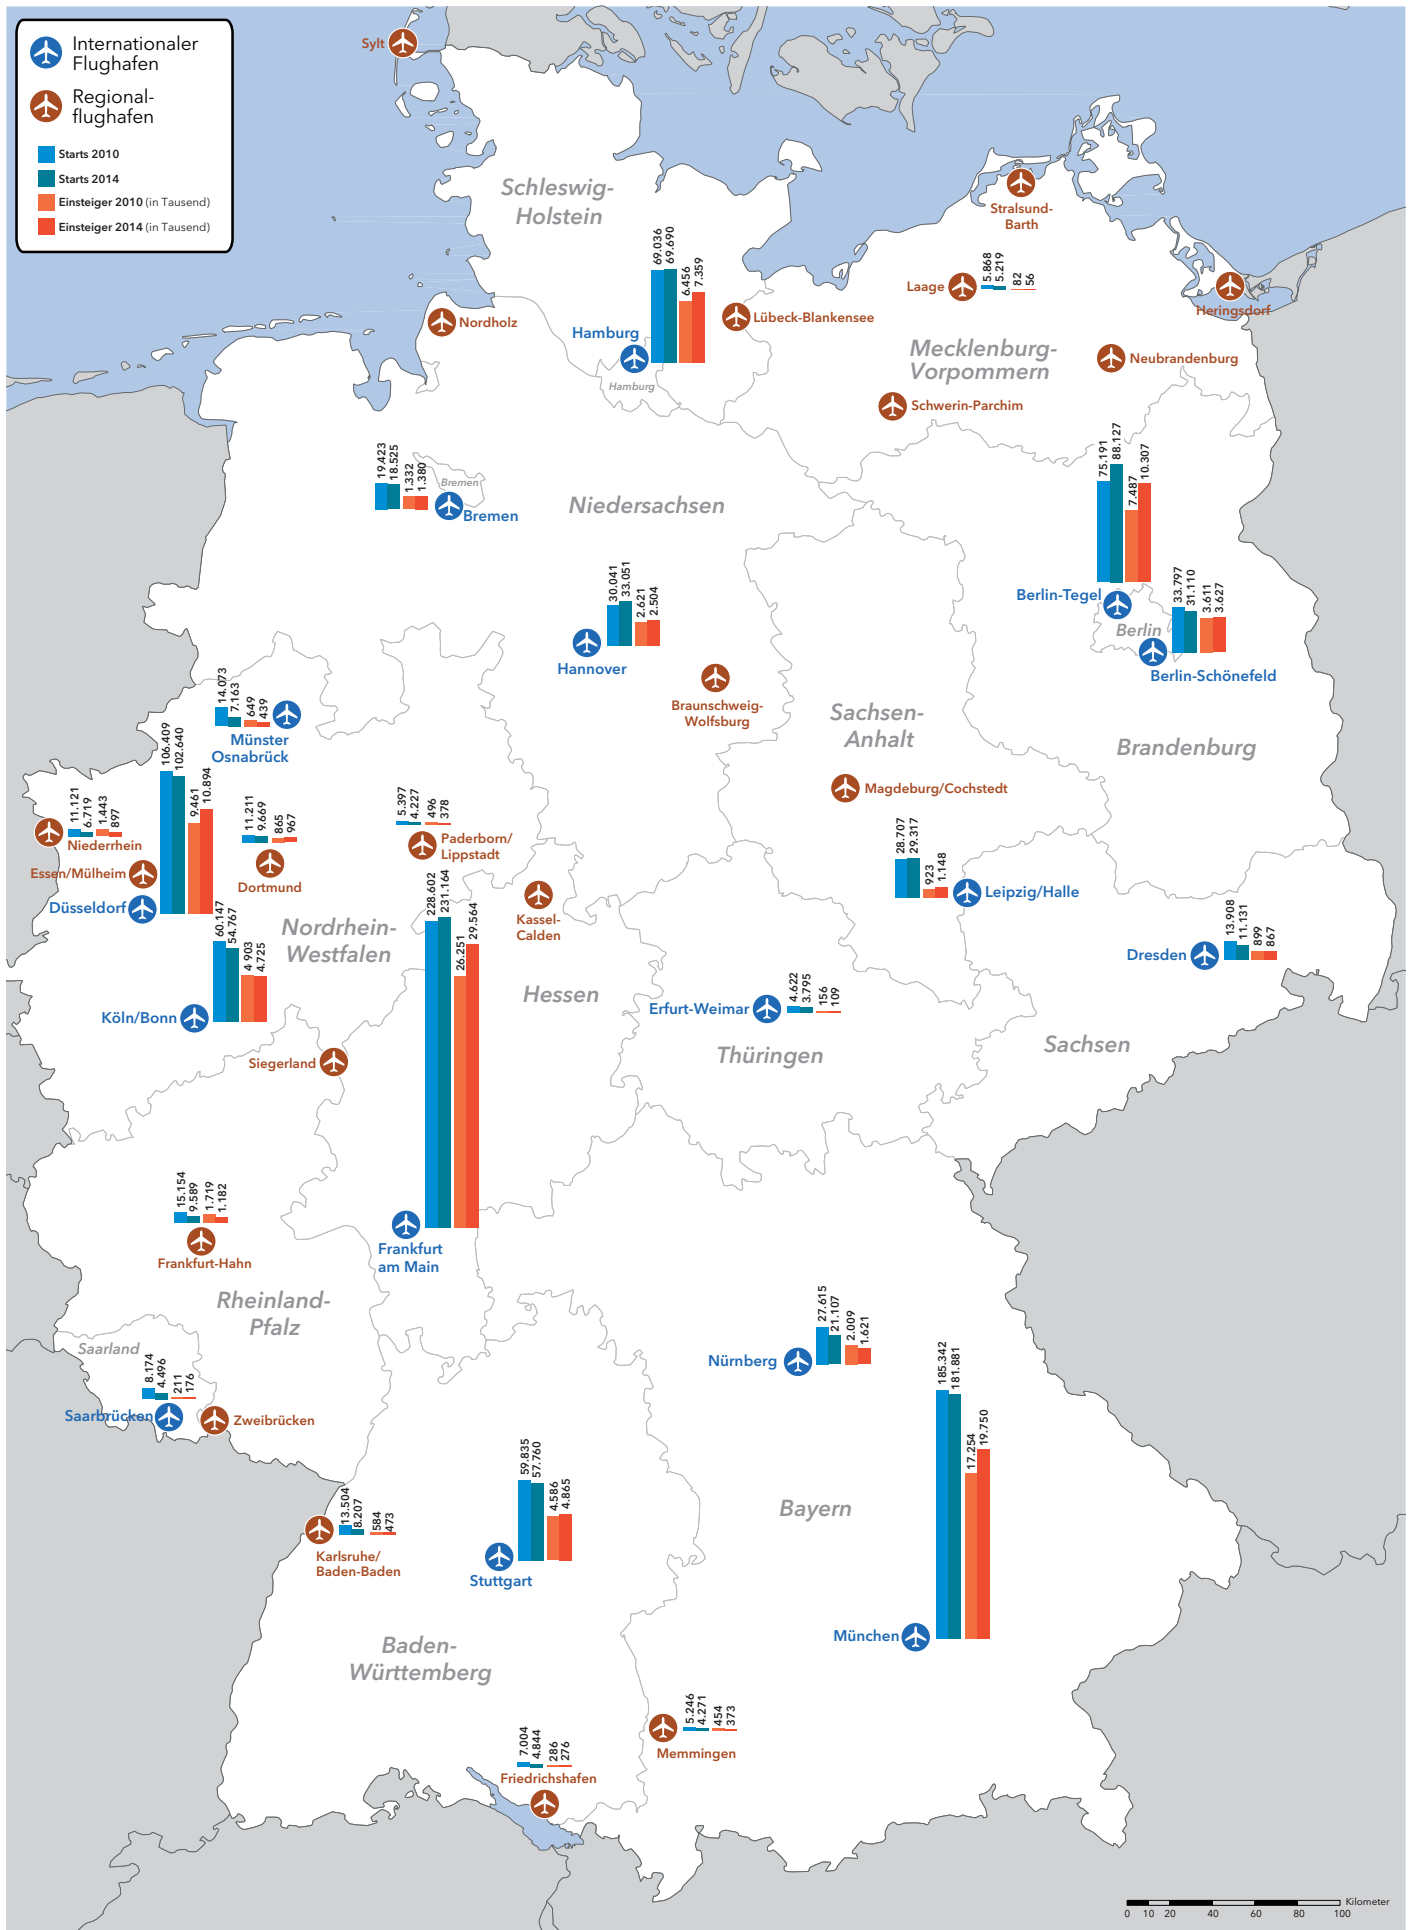 Internationaler
Flughafen
Regional-
flughafen
Starts 2010
Starts 2014
Einsteiger 2010 (in Tausend)
Einsteiger 2014 (in Tausend)
Sylt
Schleswig-
Holstein
Stralsund-
Barth
69.036
69.690
6.456
7.359
Hamburg
Hamburg
Lübeck-Blankensee
Laage
5.868
5.219
82
56
Heringsdorf
Nordholz
Mecklenburg-
Vorpommern
Neubrandenburg
Schwerin-Parchim
19.423
18.525
1.332
1.380
Bremen
Bremen
Niedersachsen
75.191
88.127
7.487
10.307
Berlin-Tegel
Berlin
33.797
31.110
3.611
3.627
Berlin-Schönefeld
30.041
33.051
2.621
2.504
Hannover
Braunschweig-
Wolfsburg
Sachsen-
Anhalt
Brandenburg
14.073
7.163
649
439
Münster
Osnabrück
106.409
102.640
9.461
10.894
11.121
6.719
1.443
897
Niederrhein
Essen/Mülheim
Düsseldorf
11.211
9.669
865
967
Dortmund
5.397
4.227
496
378
Paderborn/
Lippstadt
Magdeburg/Cochstedt
28.707
29.317
923
1.148
Leipzig/Halle
Kassel-
Calden
228.602
231.164
26.251
29.564
Nordrhein-
Westfalen
60.147
54.767
4 903
4.725
Köln/Bonn
Hessen
13.908
11.131
899
867
Dresden
4.622
3.795
156
109
Erfurt-Weimar
Thüringen
Sachsen
Siegerland
15.154
9.589
1.719
1.182
Frankfurt-Hahn
Frankfurt
am Main
Rheinland-
Pfalz
Saarland
8.174
4.496
211
176
Saarbrücken
Zweibrücken
27.615
21.107
2.009
1.621
Nürnberg
185.342
181.881
17.254
19.750
München
59.835
57.760
4.586
4.865
Stuttgart
Bayern
13.504
8.207
584
473
Karlsruhe/
Baden-Baden
Baden-
Württemberg
5.246
4.271
454
373
Memmingen
7.004
4.844
286
276
Friedrichshafen
Kilometer
0 10 20 40 60 80 100